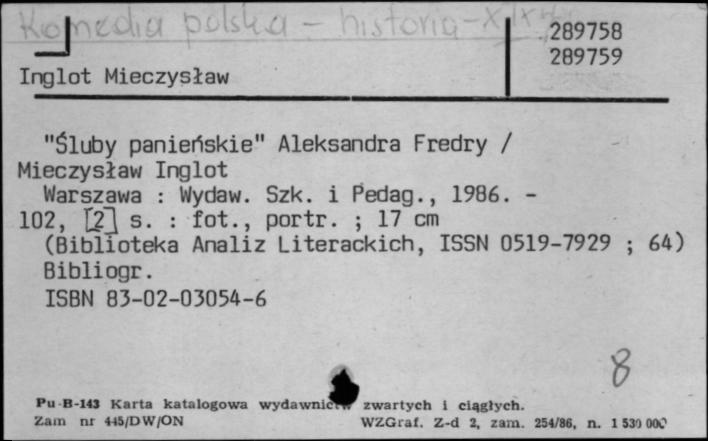 Komedia polska - historia - XIX w.
289758
289759
Inglot Mieczysław
"Śluby panieńskie" Aleksandra Fredry /
Mieczysław Inglot
Warszawa : Wydaw. Szk. i Pedag., 1986. -
102, [2] s. : fot., portr. ; 17 cm
(Biblioteka Analiz Literackich, ISSN 0519-7929 ; 64)
Bibliogr.
ISBN 83-02-03054-6
8
Pu-B-143 Karta katalogowa wydawnictw zwartych i ciągłych.
Zam nr 445/DW/ON WZGraf. Z-d 2, zam. 254/86, n. 1 530 000